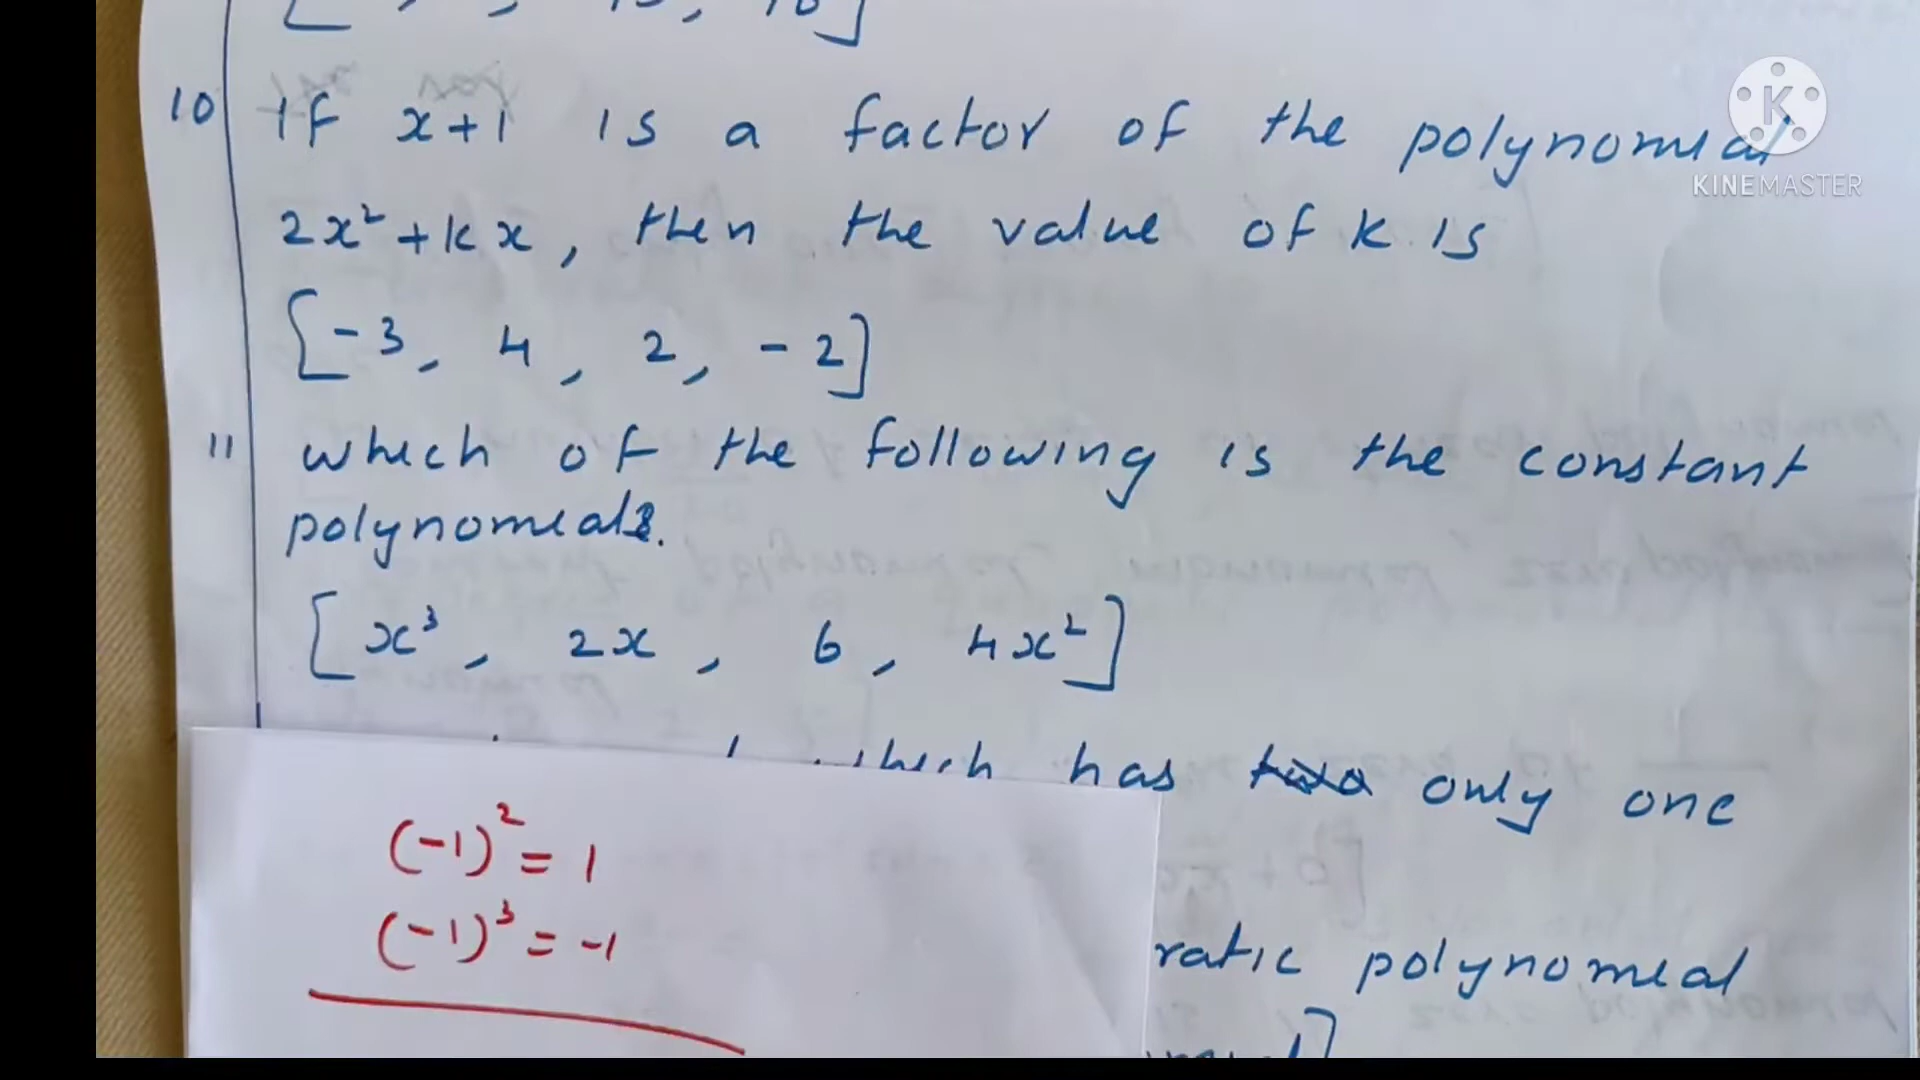 10 If x+1 is a factor of the polynomial
KINEMASTER
2x² + kx, then the value of k is
[-3, 4, 2, -2]
11 which of the following is the constant
polynomials.
[x³, 2x, 6, 4x²]
which has only one
(-1)² = 1
(-1)³ = -1
ratic polynomial